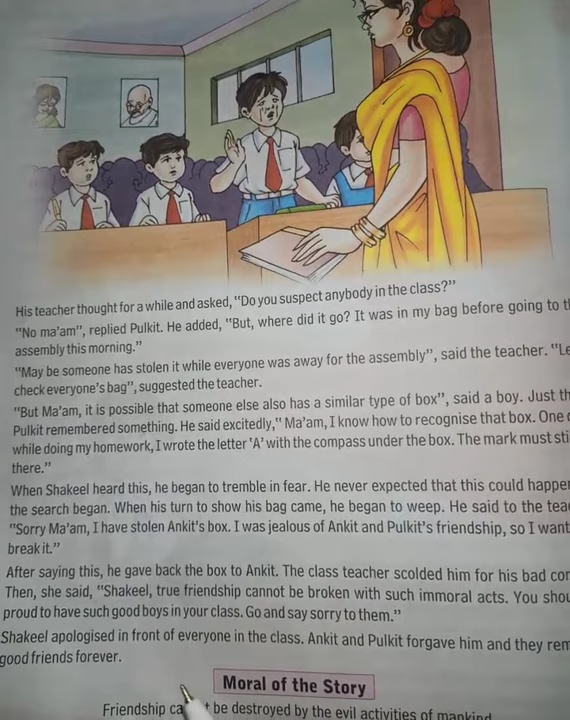 His teacher thought for a while and asked, "Do you suspect anybody in the class?"
"No ma'am", replied Pulkit. He added, "But, where did it go? It was in my bag before going to
assembly this morning."
"May be someone has stolen it while everyone was away for the assembly", said the teacher.
check everyone's bag", suggested the teacher.
"But Ma'am, it is possible that someone else also has a similar type of box", said a boy. Just
Pulkit remembered something. He said excitedly," Ma'am, I know how to recognise that box. One
while doing my homework, I wrote the letter 'A' with the compass under the box. The mark must
there."
When Shakeel heard this, he began to tremble in fear. He never expected that this could
the search began. When his turn to show his bag came, he began to weep. He said to the
"Sorry Ma'am, I have stolen Ankit's box. I was jealous of Ankit and Pulkit's friendship, so I
break it."
After saying this, he gave back the box to Ankit. The class teacher scolded him for his bad
Then, she said, "Shakeel, true friendship cannot be broken with such immoral acts. You
proud to have such good boys in your class. Go and say sorry to them."
Shakeel apologised in front of everyone in the class. Ankit and Pulkit forgave him and they
good friends forever.
Moral of the Story
Friendship be destroyed by the evil activities of mankind